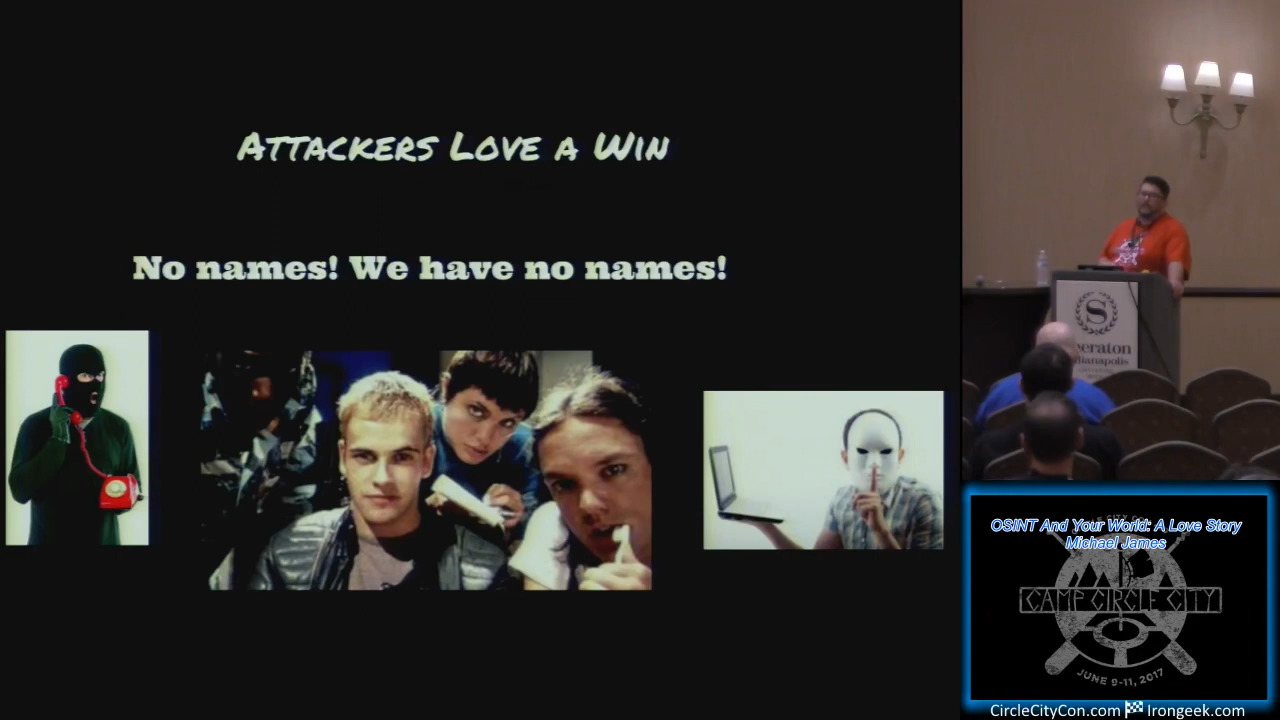 Attackers Love a Win
No names! We have no names!
S
Sheraton
OSINT And Your World: A Love Story
Michael James
CAMP CIRCLE CITY
JUNE 9-11, 2017
CircleCityCon.com Irongeek.com